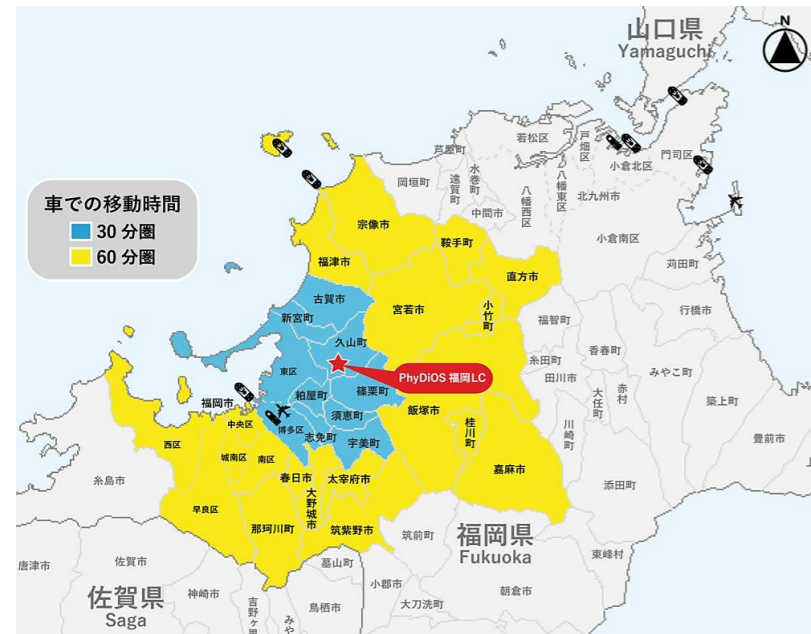 山口県
Yamaguchi
N
車での移動時間
30 分圏
60 分圏
芦屋町
若松区
戸畑区
小倉北区
門司区
岡垣町
遠賀町
水巻町
中間市
八幡西区
八幡東区
北九州市
小倉南区
苅田町
行橋市
宗像市
鞍手町
福津市
直方市
古賀市
新宮町
宮若市
小竹町
福智町
久山町
東区
PhyDiOS 福岡LC
糸田町
田川市
香春町
赤村
大任町
みやこ町
築上町
豊前市
福岡市
粕屋町
篠栗町
須恵町
飯塚市
桂川町
川崎町
中央区
博多区
志免町
宇美町
西区
城南区
南区
春日市
大野城市
太宰府市
嘉麻市
添田町
糸島市
早良区
那珂川町
筑紫野市
筑前町
福岡県
Fukuoka
東峰村
唐津市
佐賀市
基山町
小郡市
朝倉市
佐賀県
Saga
神崎市
吉野ヶ里
みや
鳥栖市
大刀洗町